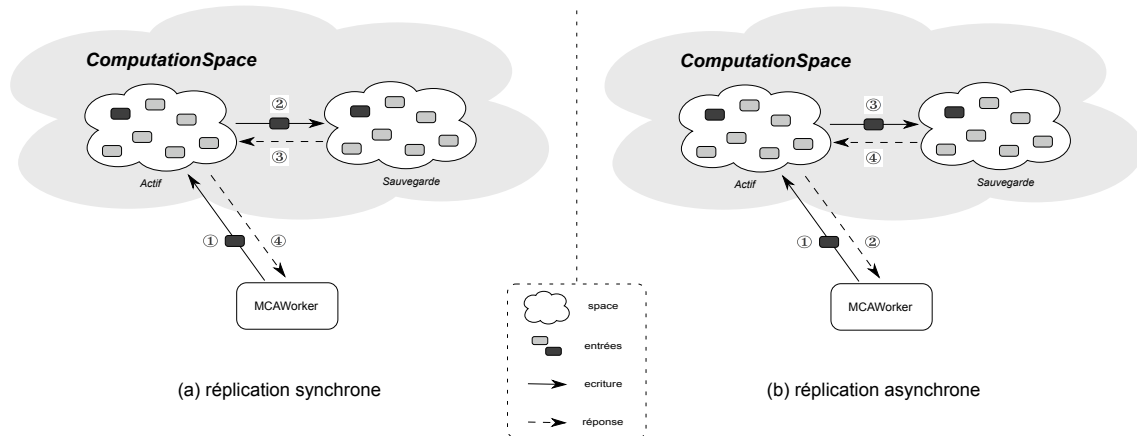 ComputationSpace
②
③
Actif
Sauvegarde
①
④
MCAWorker
(a) réplication synchrone
ComputationSpace
③
④
Actif
Sauvegarde
①
②
MCAWorker
(b) réplication asynchrone
space
entrées
ecriture
réponse